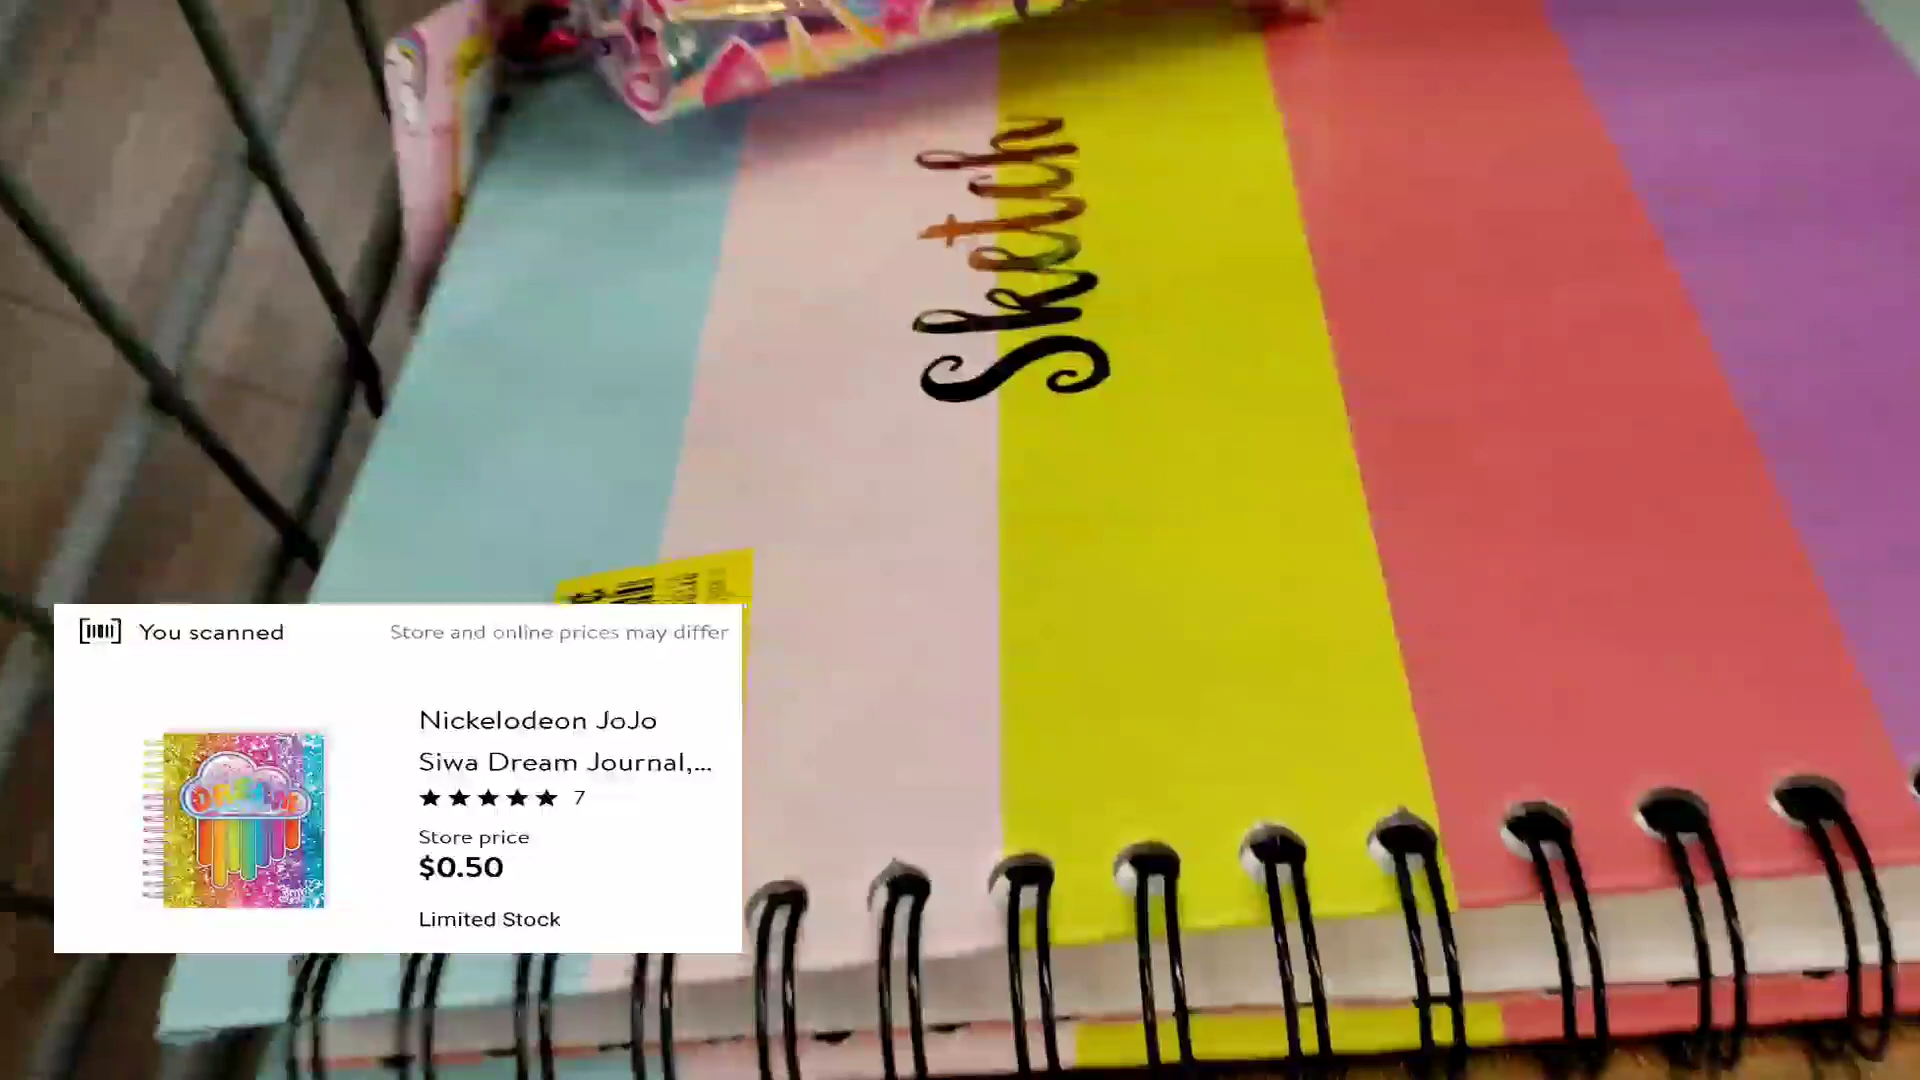 Sketch
You scanned
Store and online prices may differ
DREAM
Nickelodeon JoJo
Siwa Dream Journal,...
7
Store price
$0.50
Limited Stock